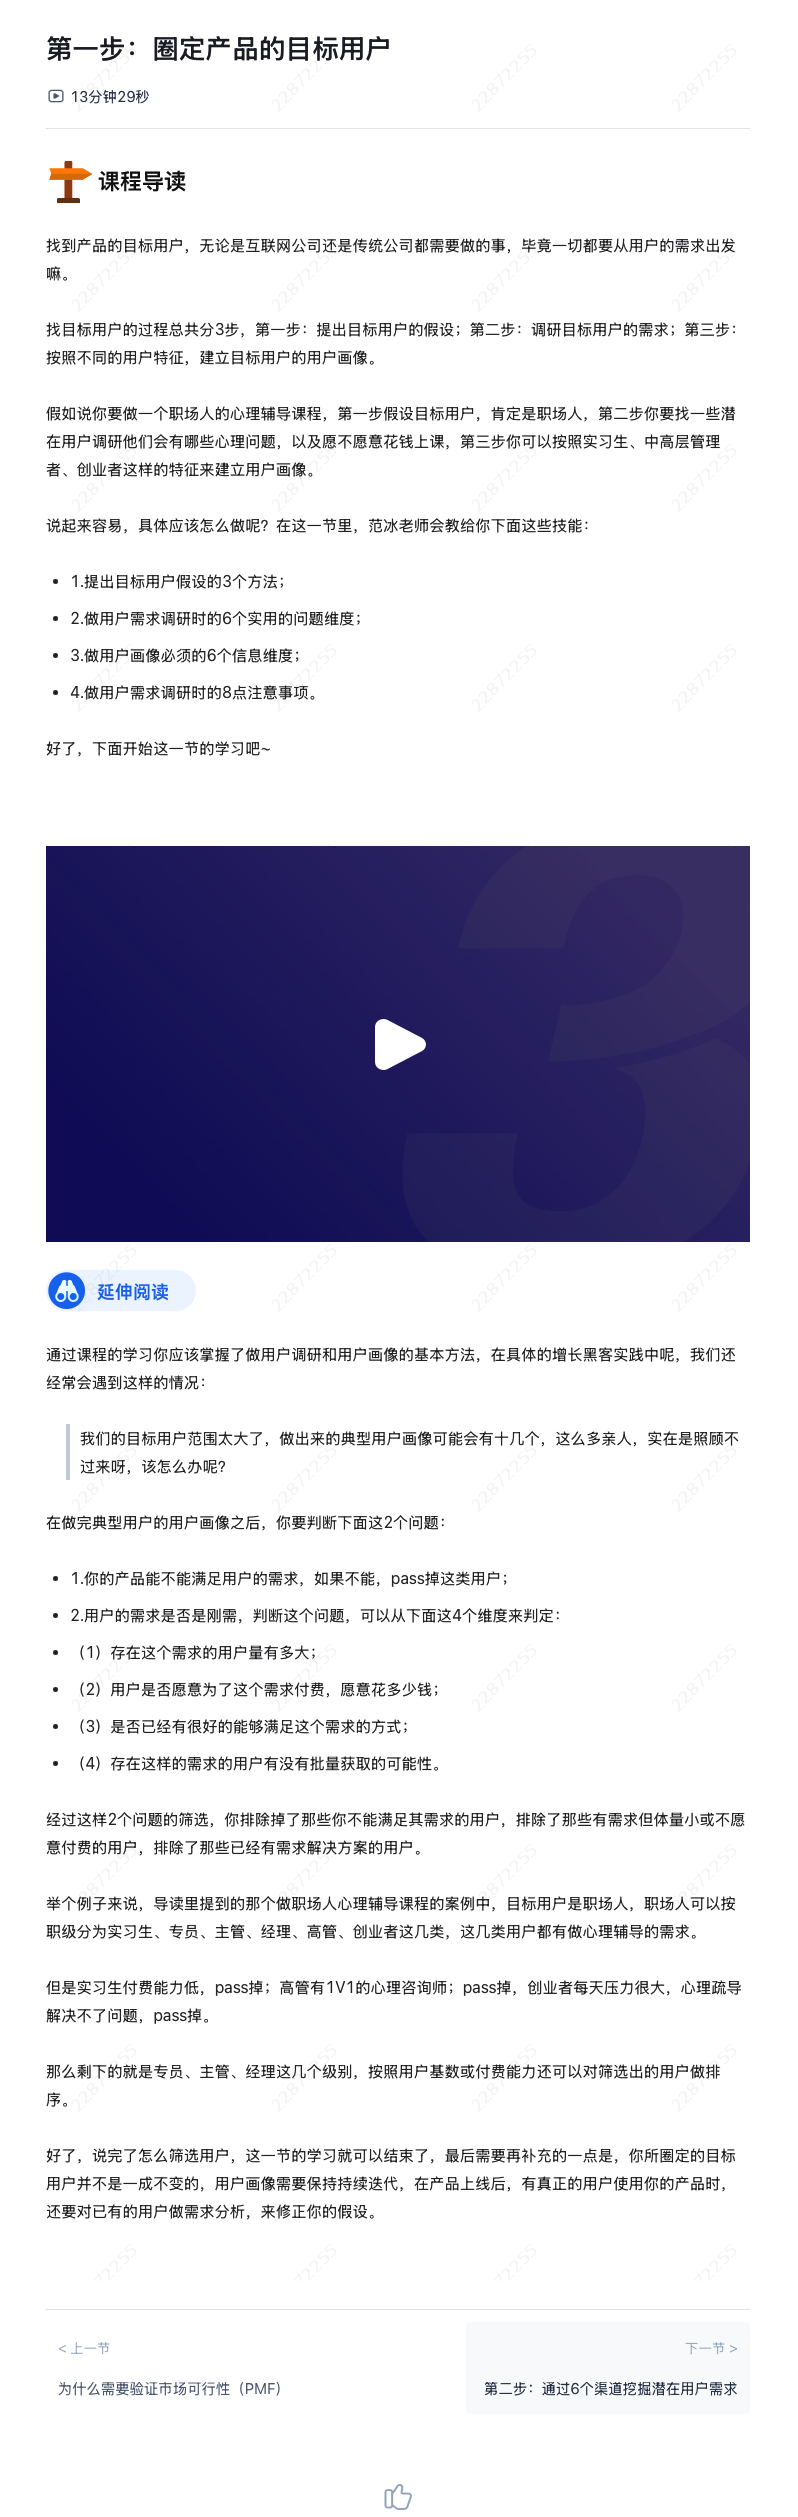 第一步：圈定产品的目标用户
13分钟29秒
课程导读
找到产品的目标用户，无论是互联网公司还是传统公司都需要做的事，毕竟一切都要从用户的需求出发
嘛。
找目标用户的过程总共分3步，第一步：提出目标用户的假设；第二步：调研目标用户的需求；第三步：
按照不同的用户特征，建立目标用户的用户画像。
假如说你要做一个职场人的心理辅导课程，第一步假设目标用户，肯定是职场人，第二步你要找一些潜
在用户调研他们会有哪些心理问题，以及愿不愿意花钱上课，第三步你可以按照实习生、中高层管理
者、创业者这样的特征来建立用户画像。
说起来容易，具体应该怎么做呢？在这一节里，范冰老师会教给你下面这些技能：
• 1.提出目标用户假设的3个方法；
• 2.做用户需求调研时的6个实用的问题维度；
• 3.做用户画像必须的6个信息维度；
• 4.做用户需求调研时的8点注意事项。
好了，下面开始这一节的学习吧~
3
延伸阅读
通过课程的学习你应该掌握了做用户调研和用户画像的基本方法，在具体的增长黑客实践中呢，我们还
经常会遇到这样的情况：
我们的目标用户范围太大了，做出来的典型用户画像可能会有十几个，这么多亲人，实在是照顾不
过来呀，该怎么办呢？
在做完典型用户的用户画像之后，你要判断下面这2个问题：
• 1.你的产品能不能满足用户的需求，如果不能，pass掉这类用户；
• 2.用户的需求是否是刚需，判断这个问题，可以从下面这4个维度来判定：
• （1）存在这个需求的用户量有多大；
• （2）用户是否愿意为了这个需求付费，愿意花多少钱；
• （3）是否已经有很好的能够满足这个需求的方式；
• （4）存在这样的需求的用户有没有批量获取的可能性。
经过这样2个问题的筛选，你排除掉了那些你不能满足其需求的用户，排除了那些有需求但体量小或不愿
意付费的用户，排除了那些已经有需求解决方案的用户。
举个例子来说，导读里提到的那个做职场人心理辅导课程的案例中，目标用户是职场人，职场人可以按
职级分为实习生、专员、主管、经理、高管、创业者这几类，这几类用户都有做心理辅导的需求。
但是实习生付费能力低，pass掉；高管有1V1的心理咨询师；pass掉，创业者每天压力很大，心理疏导
解决不了问题，pass掉。
那么剩下的就是专员、主管、经理这几个级别，按照用户基数或付费能力还可以对筛选出的用户做排
序。
好了，说完了怎么筛选用户，这一节的学习就可以结束了，最后需要再补充的一点是，你所圈定的目标
用户并不是一成不变的，用户画像需要保持持续迭代，在产品上线后，有真正的用户使用你的产品时，
还要对已有的用户做需求分析，来修正你的假设。
< 上一节
为什么需要验证市场可行性（PMF）
下一节 >
第二步：通过6个渠道挖掘潜在用户需求
22872255